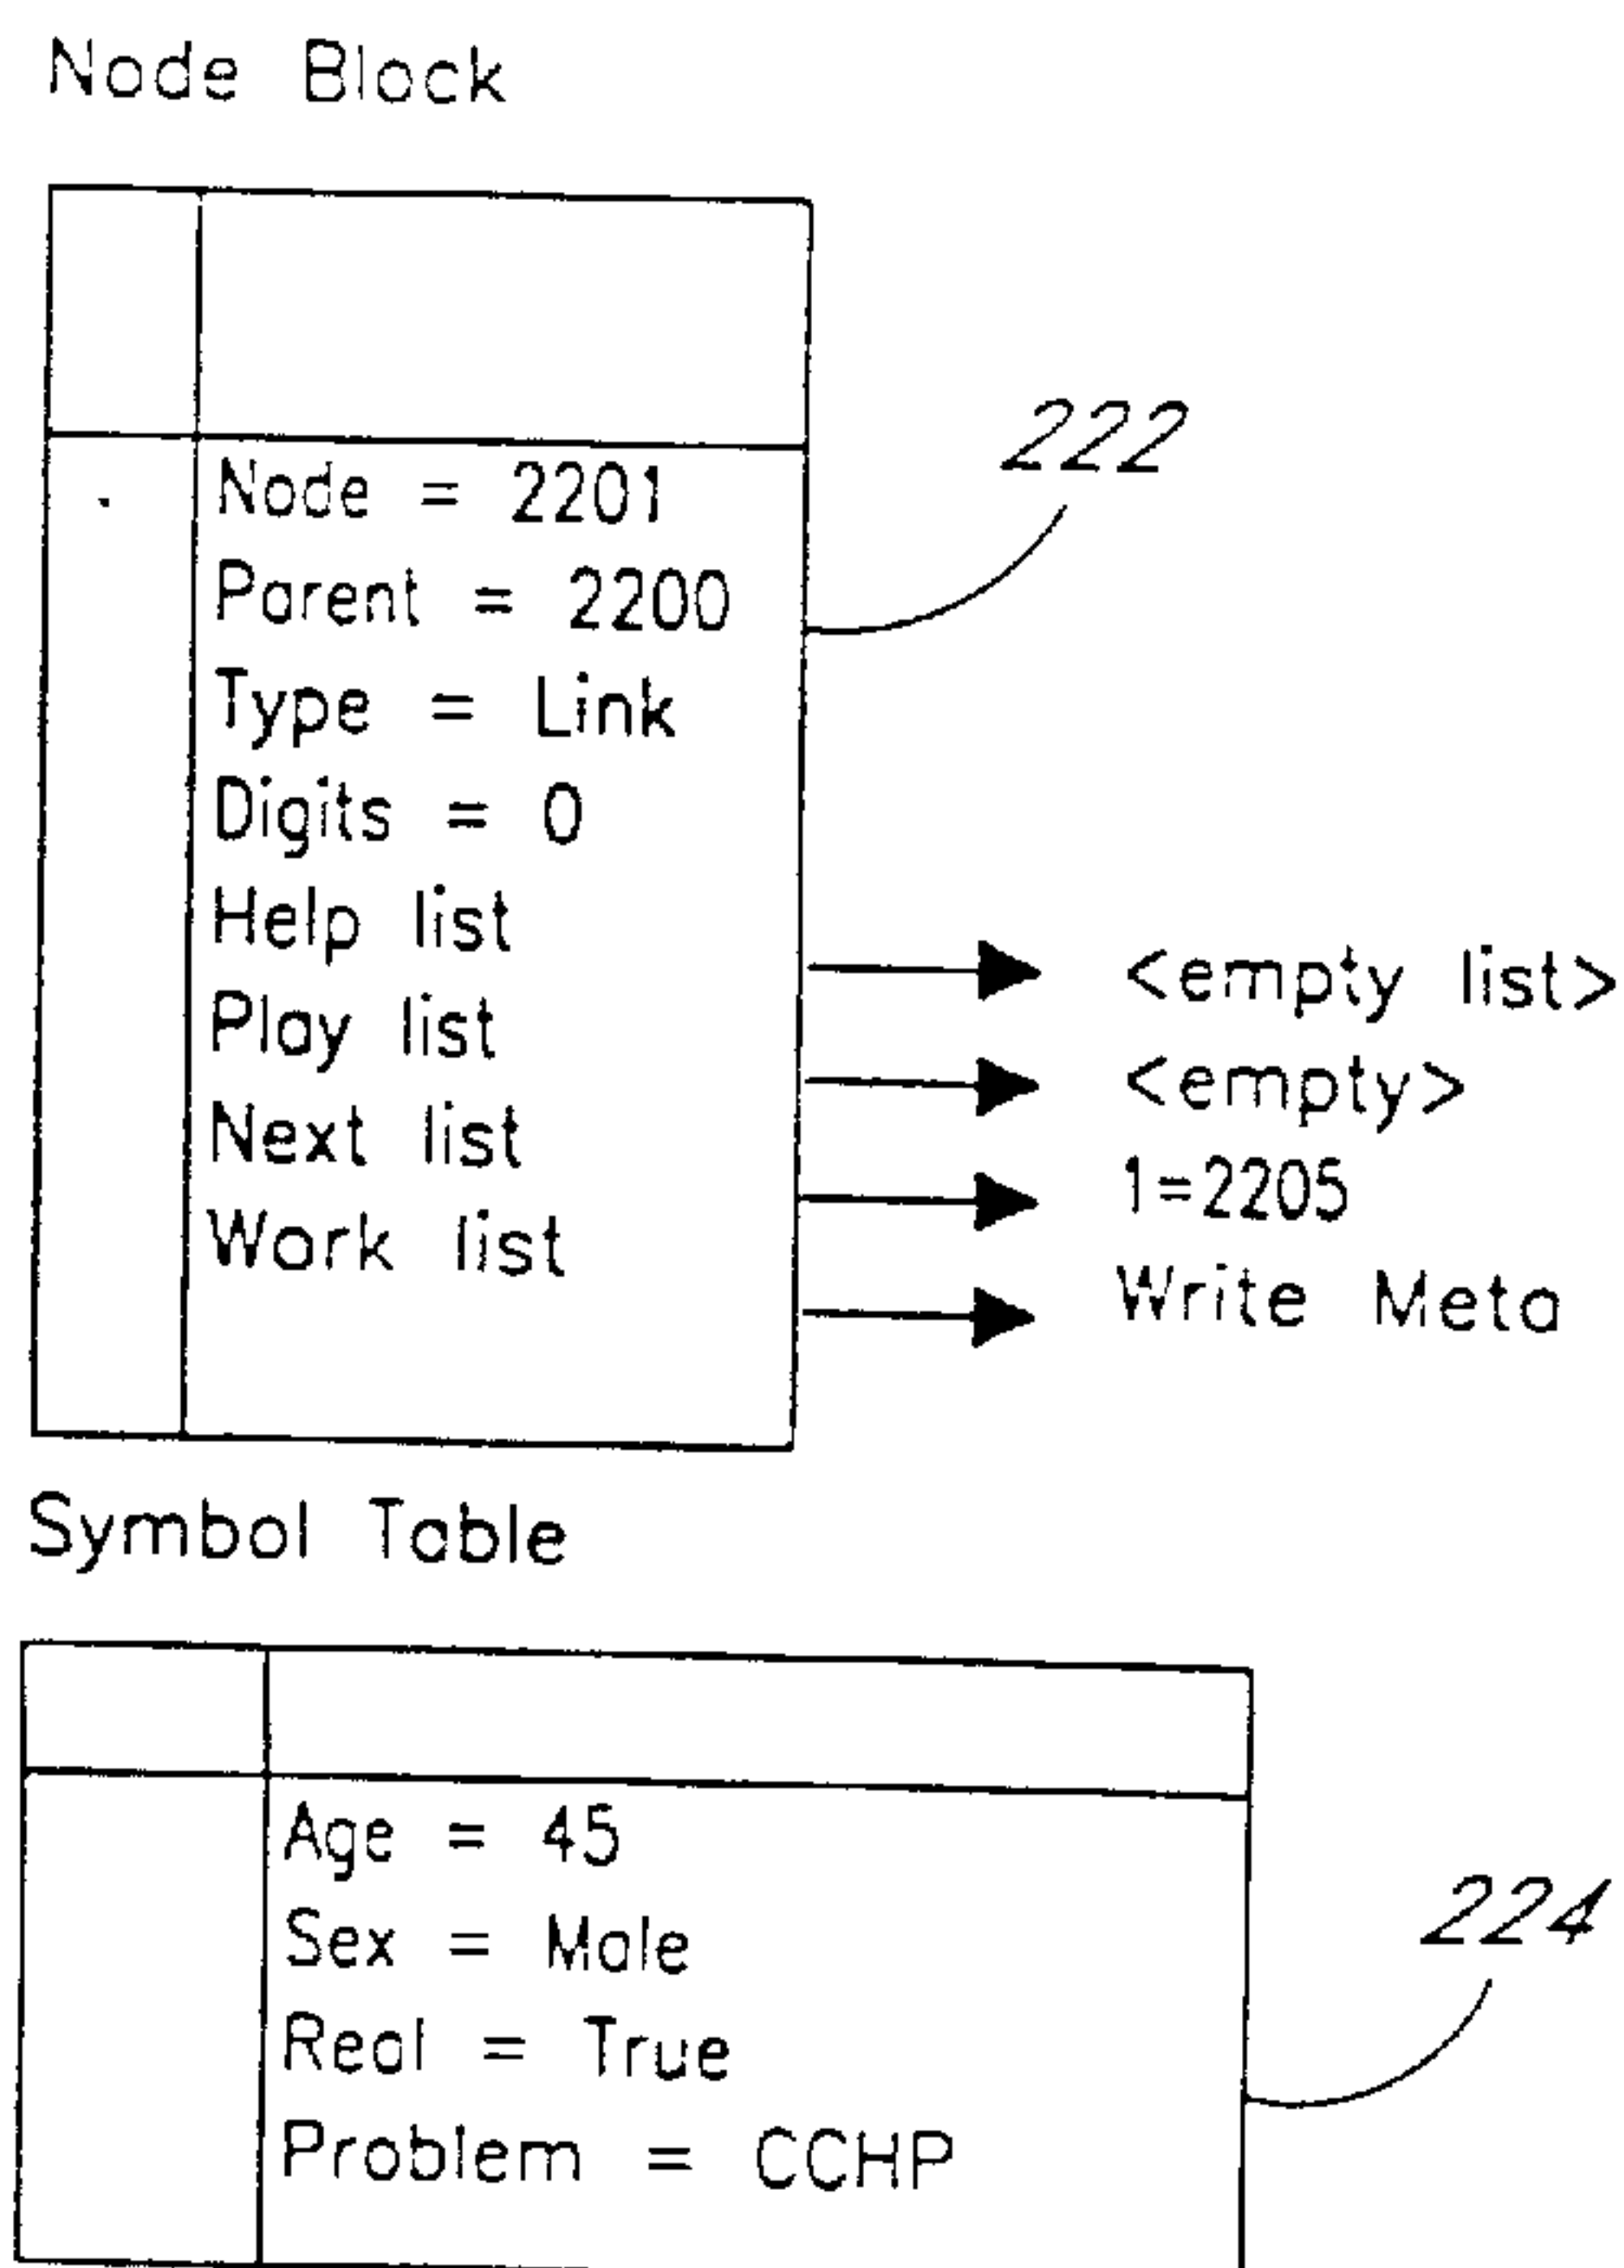 Node Block
222
Node = 2201
Parent = 2200
Type = Link
Digits = 0
Help list
Play list
Next list
Work list
<empty list>
<empty>
1=2205
Write Meta
Symbol Table
224
Age = 45
Sex = Male
Real = True
Problem = CCHP